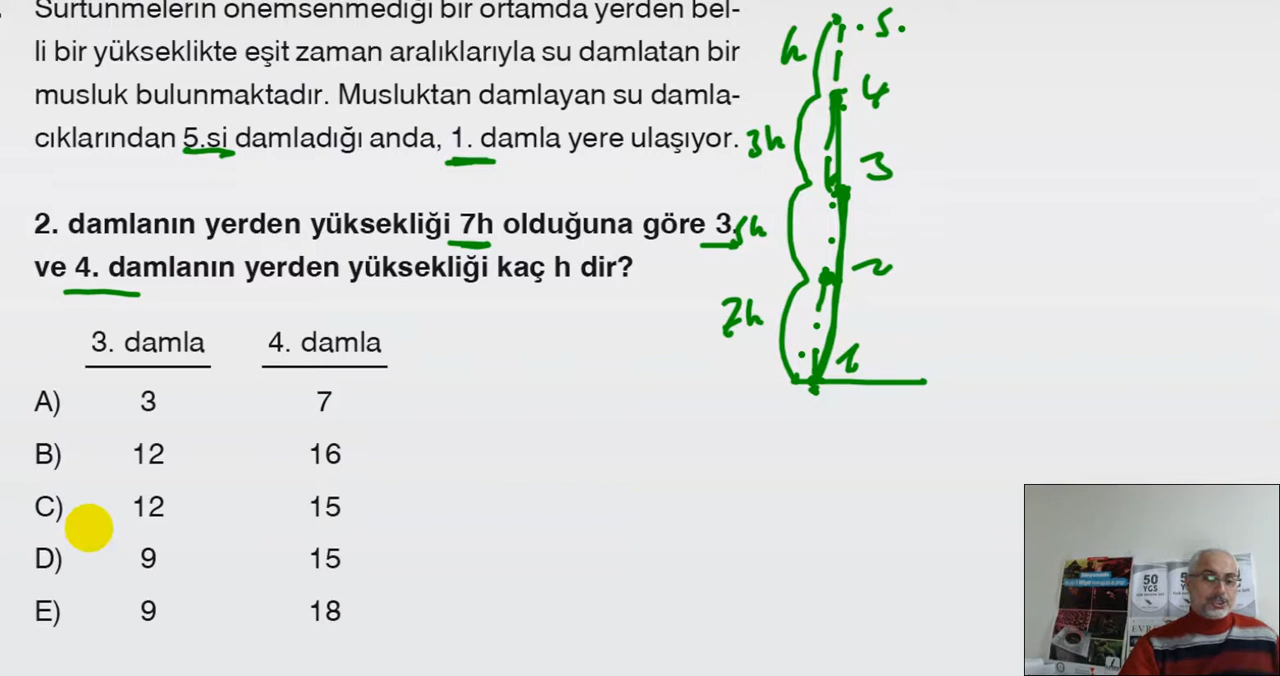 Sürtünmelerin önemsenmediği bir ortamda yerden bel-
li bir yükseklikte eşit zaman aralıklarıyla su damlatan bir
musluk bulunmaktadır. Musluktan damlayan su damla-
cıklarından 5.si damladığı anda, 1. damla yere ulaşıyor.
2. damlanın yerden yüksekliği 7h olduğuna göre 3.
ve 4. damlanın yerden yüksekliği kaç h dir?
3. damla 4. damla
A) 3 7
B) 12 16
C) 12 15
D) 9 15
E) 9 18
h 5.
4
3h
3
5h
2
7h
1
50
YGS